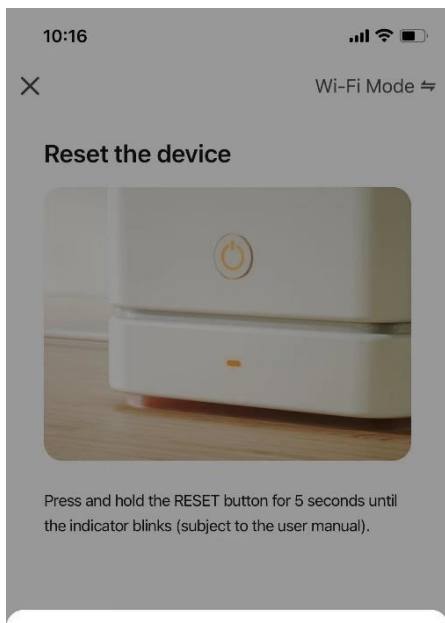 10:16
Wi-Fi Mode ⇋
Reset the device
Press and hold the RESET button for 5 seconds until
the indicator blinks (subject to the user manual).